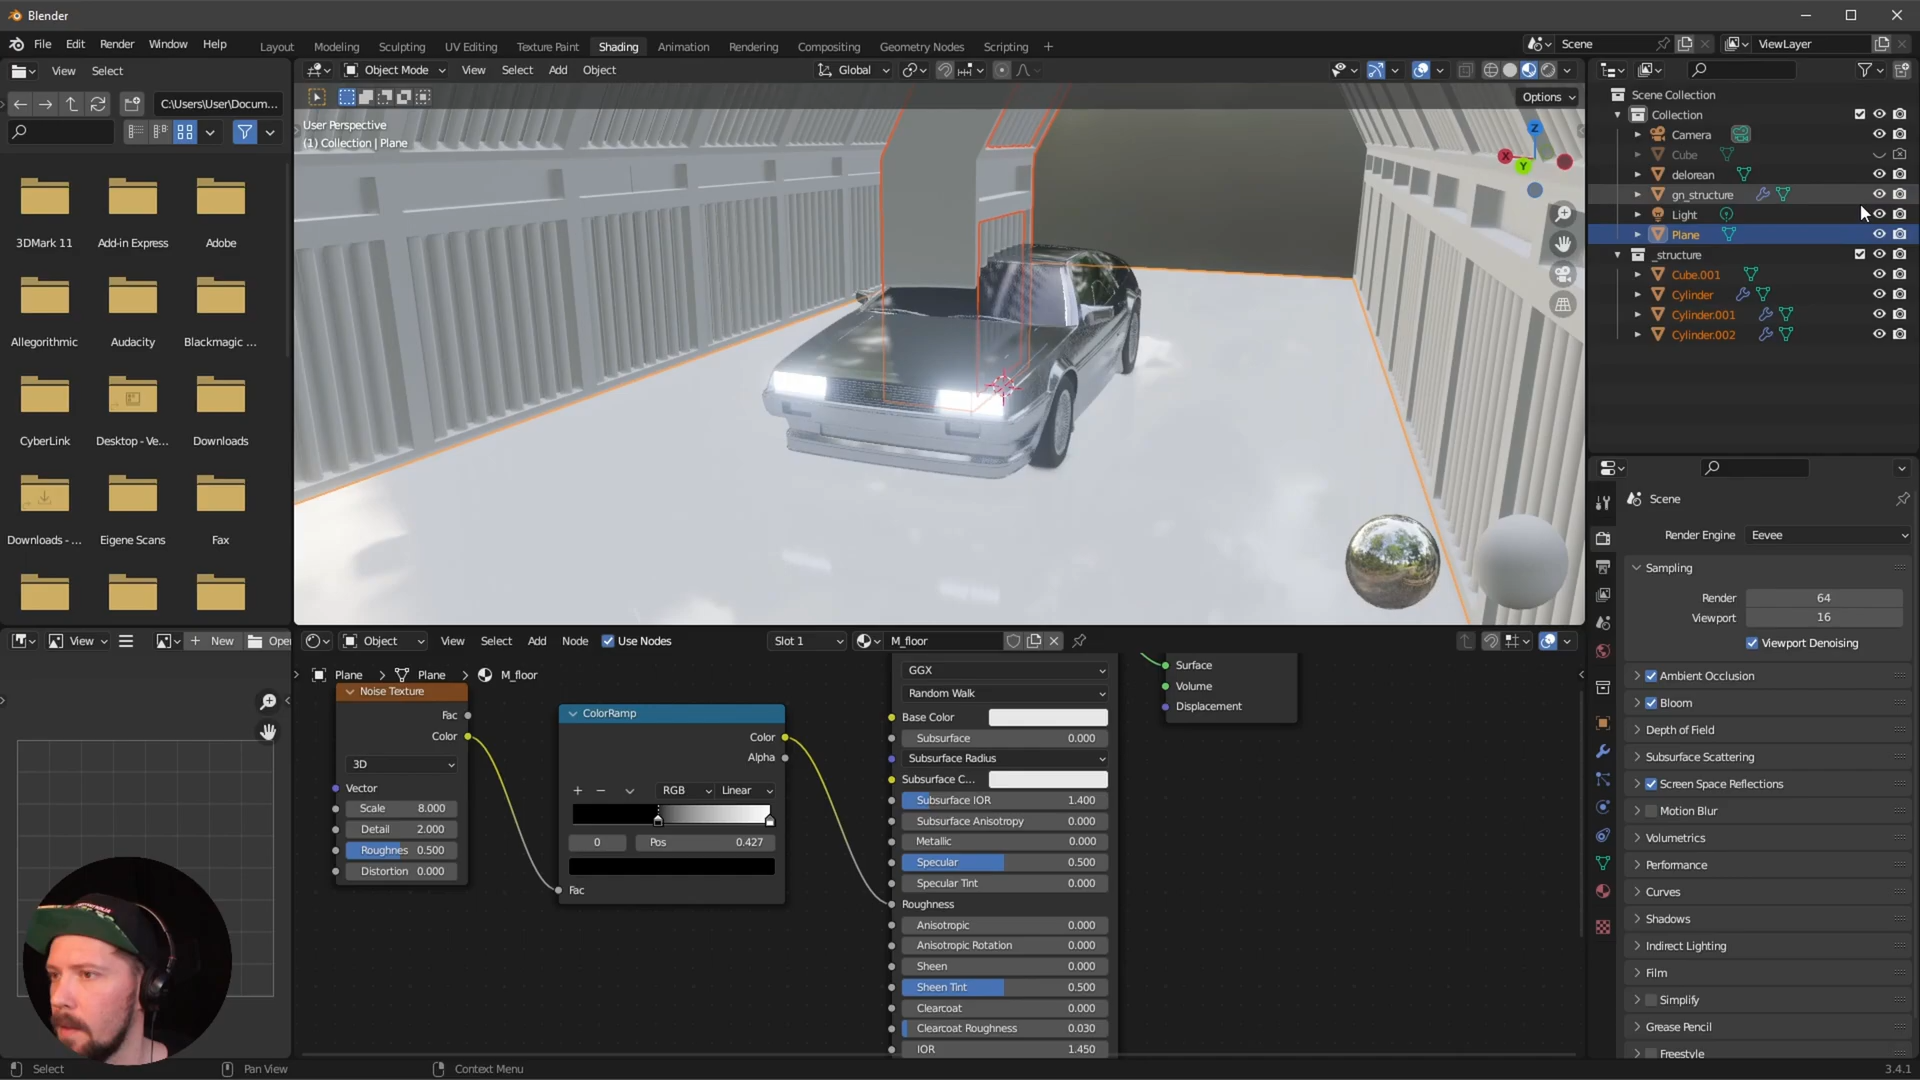 Blender
File Edit Render Window Help
Layout Modeling Sculpting UV Editing Texture Paint Shading Animation Rendering Compositing Geometry Nodes Scripting +
Scene
ViewLayer
View Select
Object Mode View Select Add Object
Global
C:\Users\User\Docum...
Options
3DMark 11
Add-in Express
Adobe
Allegorithmic
Audacity
Blackmagic ...
CyberLink
Desktop - Ve...
Downloads
Downloads - ...
Eigene Scans
Fax
User Perspective
(1) Collection | Plane
Z
X
Y
Scene Collection
Collection
Camera
Cube
delorean
gn_structure
Light
Plane
_structure
Cube.001
Cylinder
Cylinder.001
Cylinder.002
Scene
Render Engine Eevee
Sampling
Render 64
Viewport 16
Viewport Denoising
Ambient Occlusion
Bloom
Depth of Field
Subsurface Scattering
Screen Space Reflections
Motion Blur
Volumetrics
Performance
Curves
Shadows
Indirect Lighting
Film
Simplify
Grease Pencil
Freestyle
View
New
Open
Object View Select Add Node Use Nodes
Slot 1
M_floor
Plane > Plane > M_floor
Noise Texture
Fac
Color
3D
Vector
Scale 8.000
Detail 2.000
Roughnes 0.500
Distortion 0.000
ColorRamp
Color
Alpha
+ − RGB Linear
0 Pos 0.427
Fac
GGX
Random Walk
Base Color
Subsurface 0.000
Subsurface Radius
Subsurface C...
Subsurface IOR 1.400
Subsurface Anisotropy 0.000
Metallic 0.000
Specular 0.500
Specular Tint 0.000
Roughness
Anisotropic 0.000
Anisotropic Rotation 0.000
Sheen 0.000
Sheen Tint 0.500
Clearcoat 0.000
Clearcoat Roughness 0.030
IOR 1.450
Surface
Volume
Displacement
Select
Pan View
Context Menu
3.4.1